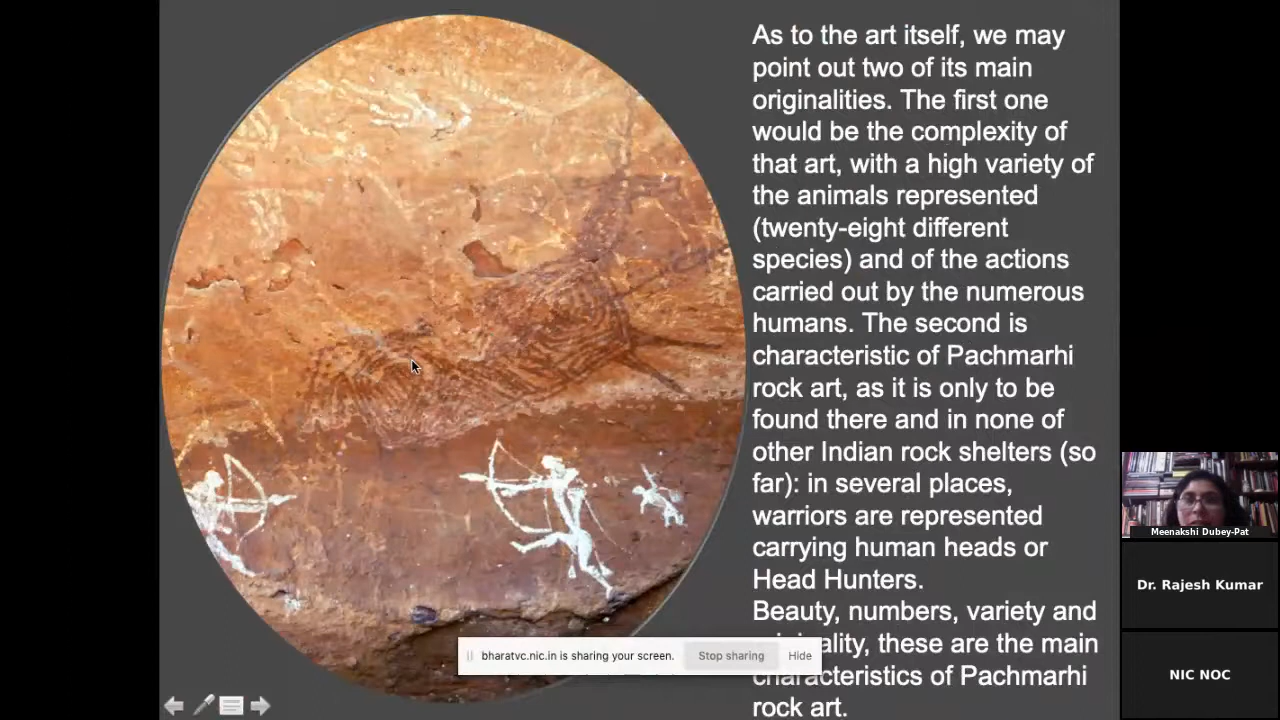 As to the art itself, we may
point out two of its main
originalities. The first one
would be the complexity of
that art, with a high variety of
the animals represented
(twenty-eight different
species) and of the actions
carried out by the numerous
humans. The second is
characteristic of Pachmarhi
rock art, as it is only to be
found there and in none of
other Indian rock shelters (so
far): in several places,
warriors are represented
carrying human heads or
Head Hunters.
Beauty, numbers, variety and
ality, these are the main
characteristics of Pachmarhi
rock art.
bharatvc.nic.in is sharing your screen.
Stop sharing
Hide
Meenakshi Dubey-Pat
Dr. Rajesh Kumar
NIC NOC